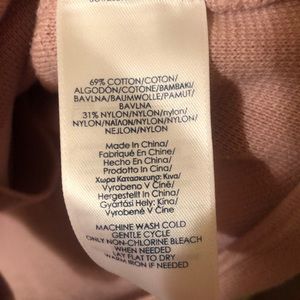 69% COTTON/COTON/
ALGODÓN/COTONE/ΒΑΜΒΑΚΙ/
BAVLNA/BAUMWOLLE/PAMUT/
BAVLNA
31% NYLON/NYLON/nylon/
NYLON/ΝΑΪΛΟΝ/NYLON/NYLON/
NEJLON/NYLON
Made In China/
Fabriqué En Chine/
Hecho En China/
Prodotto In Cina/
Χωρα Κατασκευης: Κινα/
Vyrobeno V Číně/
Hergestellt In China/
Gyártási Hely: Kína/
Vyrobené V Číne
MACHINE WASH COLD
GENTLE CYCLE
ONLY NON-CHLORINE BLEACH
WHEN NEEDED
LAY FLAT TO DRY
WARM IRON IF NEEDED